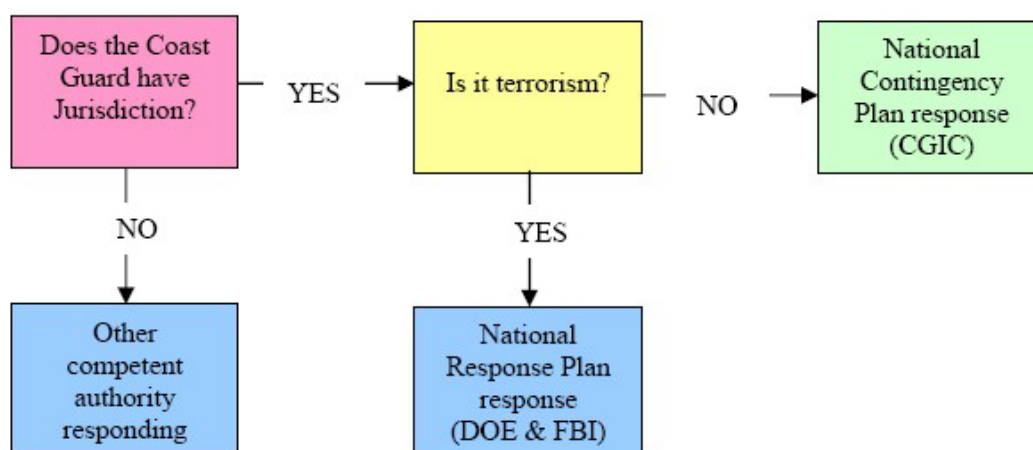 Does the Coast
Guard have
Jurisdiction?
YES
Is it terrorism?
NO
National
Contingency
Plan response
(CGIC)
NO
YES
Other
competent
authority
responding
National
Response Plan
response
(DOE & FBI)